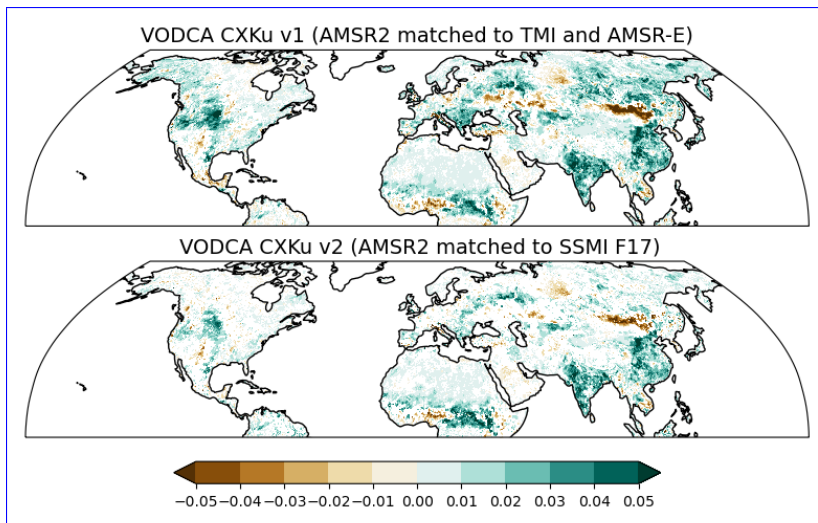 VODCA CXKu v1 (AMSR2 matched to TMI and AMSR-E)
VODCA CXKu v2 (AMSR2 matched to SSMI F17)
−0.05 −0.04 −0.03 −0.02 −0.01 0.00 0.01 0.02 0.03 0.04 0.05